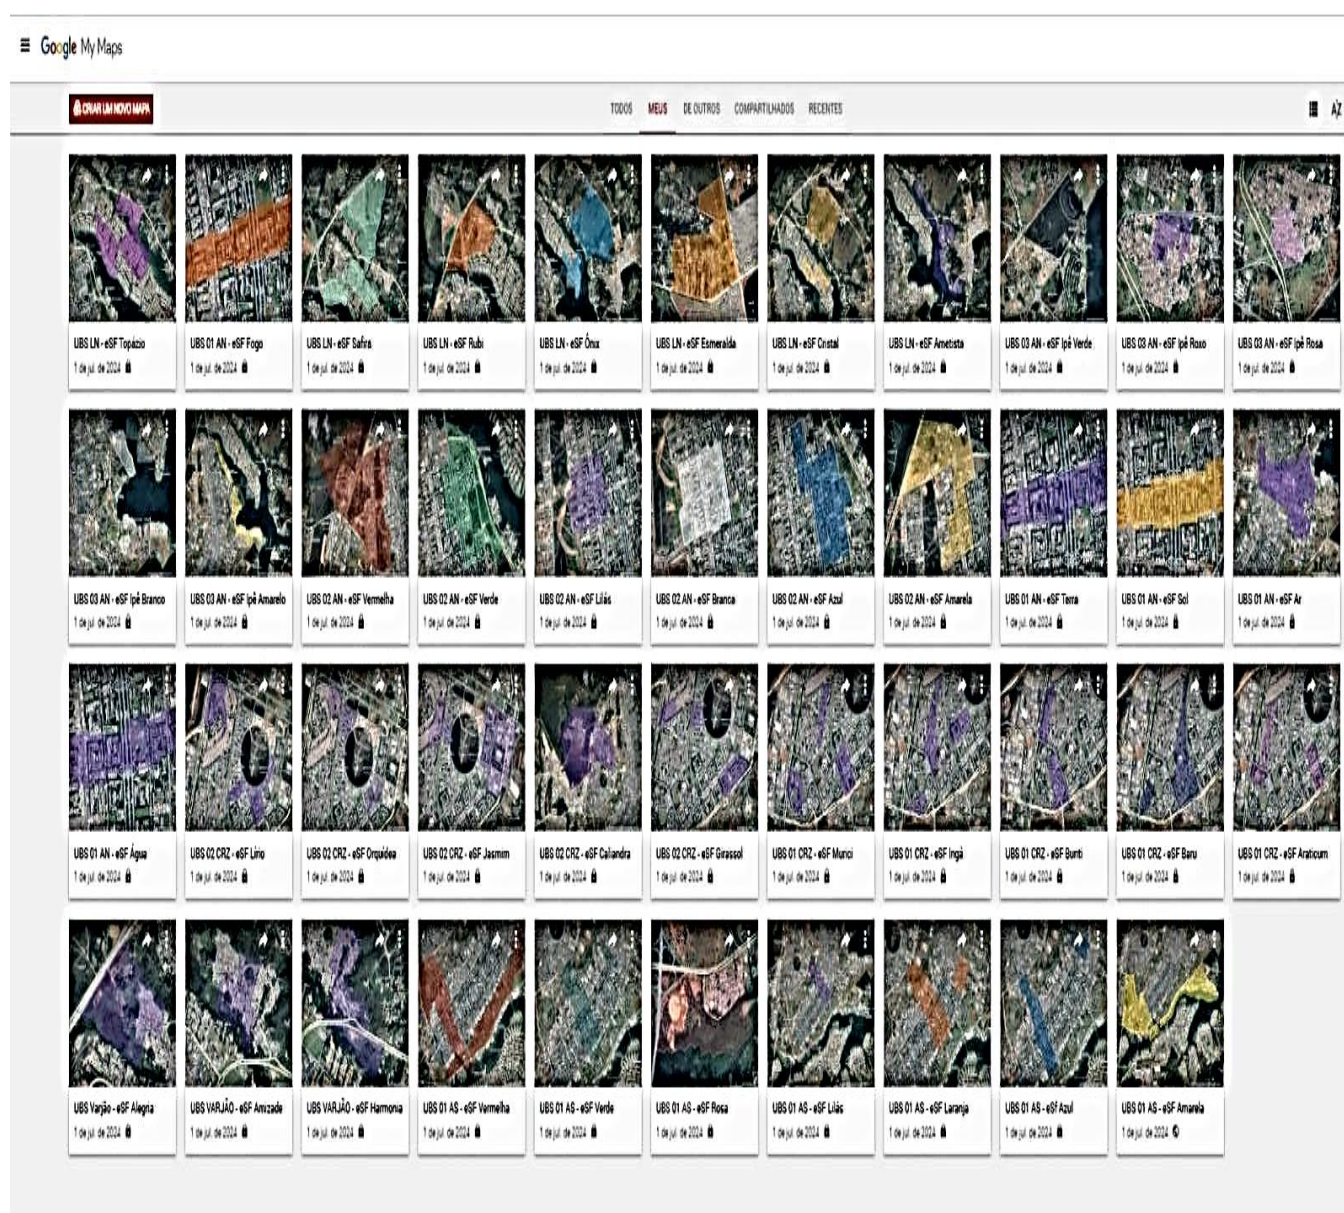 Google My Maps
CRIAR UM NOVO MAPA
TODOS MEUS DE OUTROS COMPARTILHADOS RECENTES
AZ
UBS LN - eSF Topázio
1 de jul. de 2024
UBS 01 AN - eSF Fogo
1 de jul. de 2024
UBS LN - eSF Safira
1 de jul. de 2024
UBS LN - eSF Rubi
1 de jul. de 2024
UBS LN - eSF Ônix
1 de jul. de 2024
UBS LN - eSF Esmeralda
1 de jul. de 2024
UBS LN - eSF Cristal
1 de jul. de 2024
UBS LN - eSF Ametista
1 de jul. de 2024
UBS 03 AN - eSF Ipê Verde
1 de jul. de 2024
UBS 03 AN - eSF Ipê Roxo
1 de jul. de 2024
UBS 03 AN - eSF Ipê Rosa
1 de jul. de 2024
UBS 03 AN - eSF Ipê Branco
1 de jul. de 2024
UBS 03 AN - eSF Ipê Amarelo
1 de jul. de 2024
UBS 02 AN - eSF Vermelha
1 de jul. de 2024
UBS 02 AN - eSF Verde
1 de jul. de 2024
UBS 02 AN - eSF Lilás
1 de jul. de 2024
UBS 02 AN - eSF Branca
1 de jul. de 2024
UBS 02 AN - eSF Azul
1 de jul. de 2024
UBS 02 AN - eSF Amarela
1 de jul. de 2024
UBS 01 AN - eSF Terra
1 de jul. de 2024
UBS 01 AN - eSF Sol
1 de jul. de 2024
UBS 01 AN - eSF Ar
1 de jul. de 2024
UBS 01 AN - eSF Água
1 de jul. de 2024
UBS 02 CRZ - eSF Lírio
1 de jul. de 2024
UBS 02 CRZ - eSF Orquídea
1 de jul. de 2024
UBS 02 CRZ - eSF Jasmim
1 de jul. de 2024
UBS 02 CRZ - eSF Caliandra
1 de jul. de 2024
UBS 02 CRZ - eSF Girassol
1 de jul. de 2024
UBS 01 CRZ - eSF Murici
1 de jul. de 2024
UBS 01 CRZ - eSF Ingá
1 de jul. de 2024
UBS 01 CRZ - eSF Buriti
1 de jul. de 2024
UBS 01 CRZ - eSF Baru
1 de jul. de 2024
UBS 01 CRZ - eSF Araticum
1 de jul. de 2024
UBS Varjão - eSF Alegria
1 de jul. de 2024
UBS VARJÃO - eSF Amizade
1 de jul. de 2024
UBS VARJÃO - eSF Harmonia
1 de jul. de 2024
UBS 01 AS - eSF Vermelha
1 de jul. de 2024
UBS 01 AS - eSF Verde
1 de jul. de 2024
UBS 01 AS - eSF Rosa
1 de jul. de 2024
UBS 01 AS - eSF Lilás
1 de jul. de 2024
UBS 01 AS - eSF Laranja
1 de jul. de 2024
UBS 01 AS - eSf Azul
1 de jul. de 2024
UBS 01 AS - eSF Amarela
1 de jul. de 2024